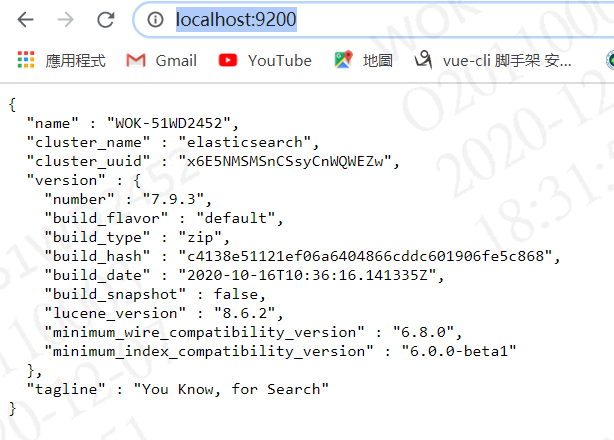 localhost:9200
應用程式 Gmail YouTube 地圖 vue-cli 脚手架 安...
{
"name" : "WOK-51WD2452",
"cluster_name" : "elasticsearch",
"cluster_uuid" : "x6E5NMSMSnCSsyCnWQWEZw",
"version" : {
"number" : "7.9.3",
"build_flavor" : "default",
"build_type" : "zip",
"build_hash" : "c4138e51121ef06a6404866cddc601906fe5c868",
"build_date" : "2020-10-16T10:36:16.141335Z",
"build_snapshot" : false,
"lucene_version" : "8.6.2",
"minimum_wire_compatibility_version" : "6.8.0",
"minimum_index_compatibility_version" : "6.0.0-beta1"
},
"tagline" : "You Know, for Search"
}